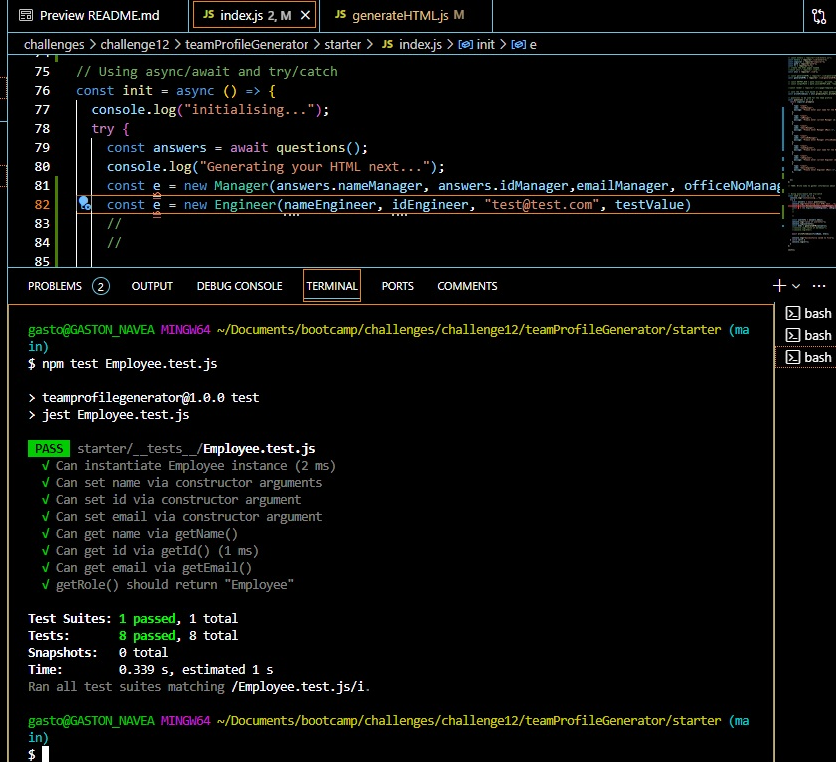 Preview README.md JS index.js 2, M × JS generateHTML.js M
challenges > challenge12 > teamProfileGenerator > starter > JS index.js > init > e
75 // Using async/await and try/catch
76 const init = async () => {
77 console.log("initialising...");
78 try {
79 const answers = await questions();
80 console.log("Generating your HTML next...");
81 const e = new Manager(answers.nameManager, answers.idManager,emailManager, officeNoManag
82 const e = new Engineer(nameEngineer, idEngineer, "test@test.com", testValue)
83 //
84 //
85
PROBLEMS 2 OUTPUT DEBUG CONSOLE TERMINAL PORTS COMMENTS
bash
bash
bash
gasto@GASTON_NAVEA MINGW64 ~/Documents/bootcamp/challenges/challenge12/teamProfileGenerator/starter (ma
in)
$ npm test Employee.test.js
> teamprofilegenerator@1.0.0 test
> jest Employee.test.js
PASS starter/__tests__/Employee.test.js
√ Can instantiate Employee instance (2 ms)
√ Can set name via constructor arguments
√ Can set id via constructor argument
√ Can set email via constructor argument
√ Can get name via getName()
√ Can get id via getId() (1 ms)
√ Can get email via getEmail()
√ getRole() should return "Employee"
Test Suites: 1 passed, 1 total
Tests: 8 passed, 8 total
Snapshots: 0 total
Time: 0.339 s, estimated 1 s
Ran all test suites matching /Employee.test.js/i.
gasto@GASTON_NAVEA MINGW64 ~/Documents/bootcamp/challenges/challenge12/teamProfileGenerator/starter (ma
in)
$